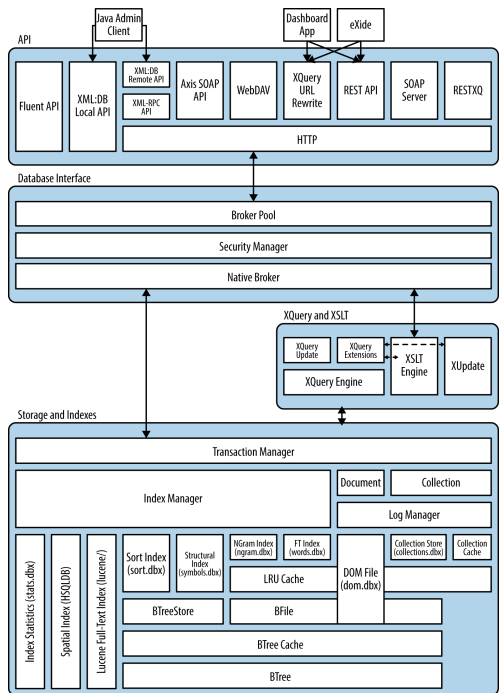 Java Admin
Client
Dashboard
App
eXide
API
Fluent API
XML:DB
Local API
XML:DB
Remote API
XML-RPC
API
Axis SOAP
API
WebDAV
XQuery
URL
Rewrite
REST API
SOAP
Server
RESTXQ
HTTP
Database Interface
Broker Pool
Security Manager
Native Broker
XQuery and XSLT
XQuery
Update
XQuery
Extensions
XSLT
Engine
XUpdate
XQuery Engine
Storage and Indexes
Transaction Manager
Index Manager
Document
Collection
Log Manager
Index Statistics (stats.dbx)
Spatial Index (HSQLDB)
Lucene Full-Text Index (lucene/)
Sort Index
(sort.dbx)
Structural
Index
(symbols.dbx)
NGram Index
(ngram.dbx)
FT Index
(words.dbx)
DOM File
(dom.dbx)
Collection Store
(collections.dbx)
Collection
Cache
LRU Cache
BTreeStore
BFile
BTree Cache
BTree